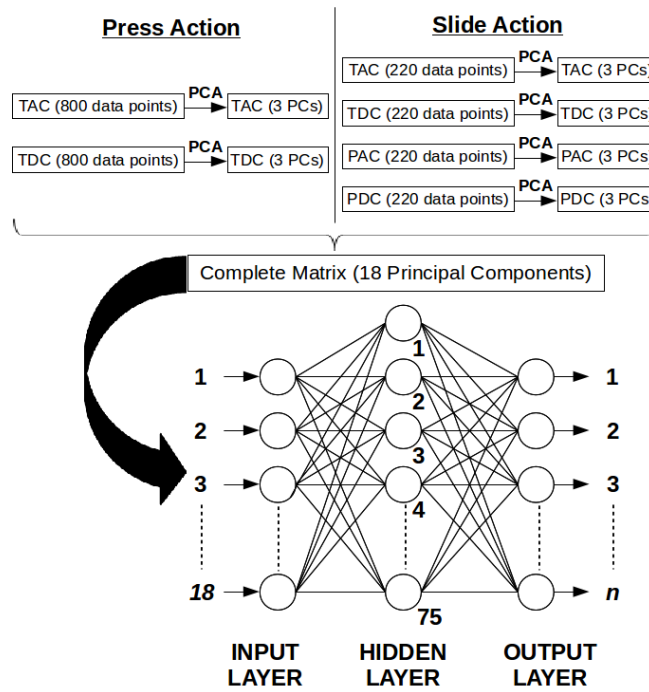 Press Action
Slide Action
PCA
TAC (800 data points)
TAC (3 PCs)
PCA
TDC (800 data points)
TDC (3 PCs)
PCA
TAC (220 data points)
TAC (3 PCs)
PCA
TDC (220 data points)
TDC (3 PCs)
PCA
PAC (220 data points)
PAC (3 PCs)
PCA
PDC (220 data points)
PDC (3 PCs
Complete Matrix (18 Principal Components)
1
2
3
18
1
2
3
4
75
1
2
3
n
INPUT
LAYER
HIDDEN
LAYER
OUTPUT
LAYER